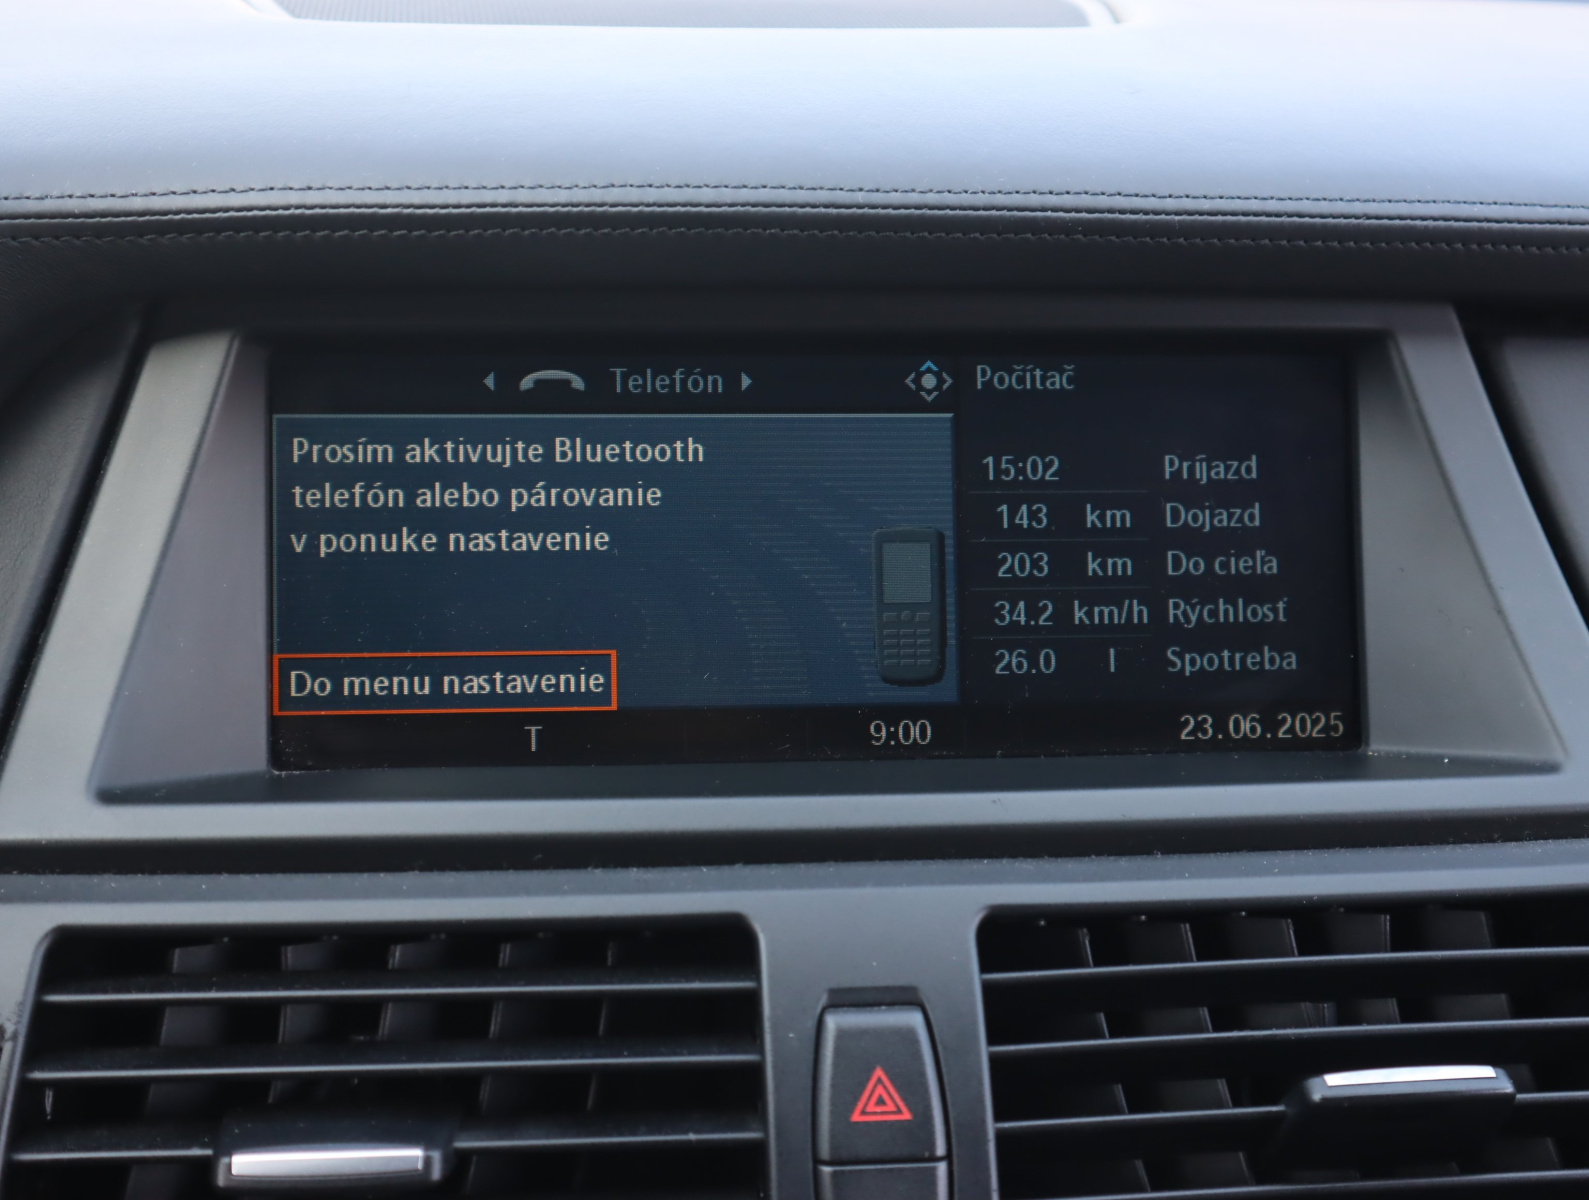 Telefón
Prosím aktivujte Bluetooth
telefón alebo párovanie
v ponuke nastavenie
Do menu nastavenie
Počítač
15:02 Príjazd
143 km Dojazd
203 km Do cieľa
34.2 km/h Rýchlosť
26.0 l Spotreba
T 9:00 23.06.2025